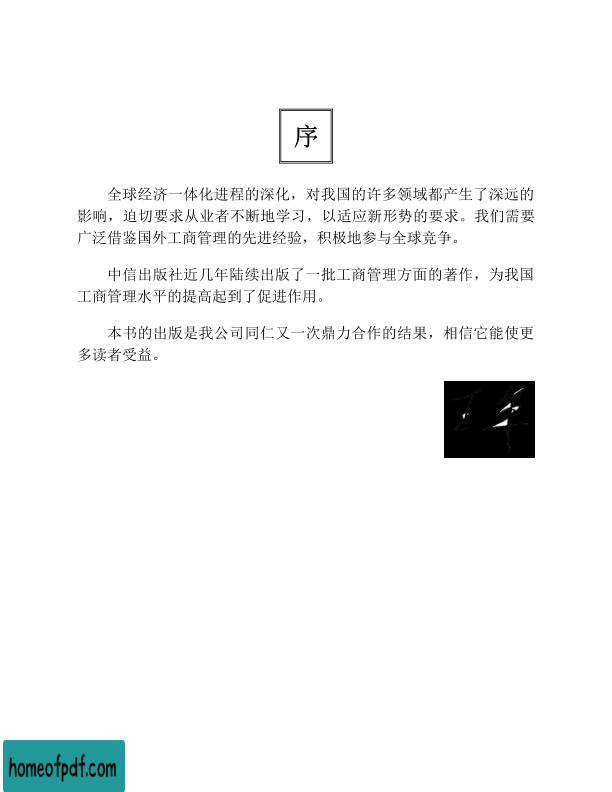 序
全球经济一体化进程的深化，对我国的许多领域都产生了深远的
影响，迫切要求从业者不断地学习，以适应新形势的要求。我们需要
广泛借鉴国外工商管理的先进经验，积极地参与全球竞争。
中信出版社近几年陆续出版了一批工商管理方面的著作，为我国
工商管理水平的提高起到了促进作用。
本书的出版是我公司同仁又一次鼎力合作的结果，相信它能使更
多读者受益。
homeofpdf.com